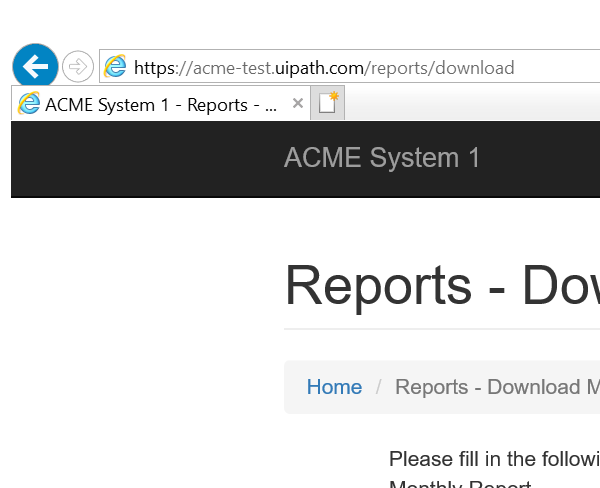 https://acme-test.uipath.com/reports/download
ACME System 1 - Reports - ...
ACME System 1
Reports - Do
Home / Reports - Download M
Please fill in the followi
Monthly Report